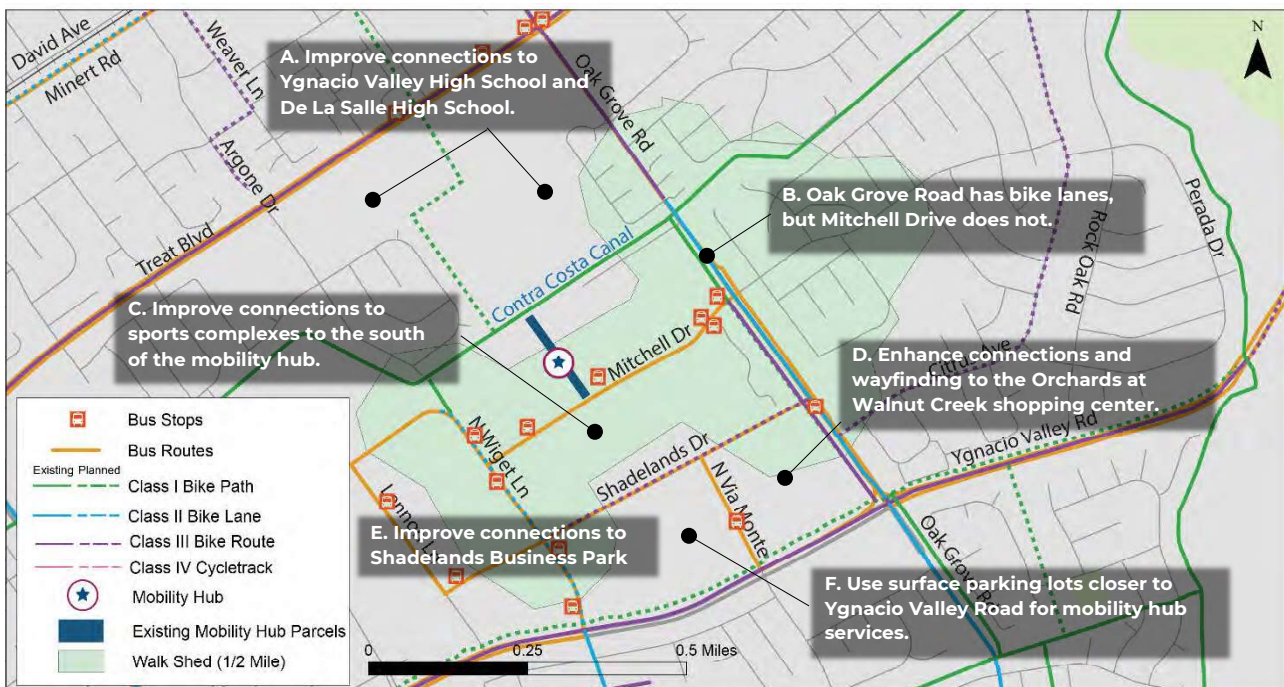 David Ave
Minert Rd
Weaver Ln
Argone Dr
Treat Blvd
Oak Grove Rd
N
A. Improve connections to
Ygnacio Valley High School and
De La Salle High School.
B. Oak Grove Road has bike lanes,
but Mitchell Drive does not.
Rock Oak Rd
Perada Dr
Contra Costa Canal
C. Improve connections to
sports complexes to the south
of the mobility hub.
Mitchell Dr
D. Enhance connections and
wayfinding to the Orchards at
Walnut Creek shopping center.
Citrus Ave
Ygnacio Valley Rd
N Wiget Ln
Shadelands Dr
N Via Monte
E. Improve connections to
Shadelands Business Park
Oak Grove R
F. Use surface parking lots closer to
Ygnacio Valley Road for mobility hub
services.
Bus Stops
Bus Routes
Existing Planned
Class I Bike Path
Class II Bike Lane
Class III Bike Route
Class IV Cycletrack
Mobility Hub
Existing Mobility Hub Parcels
Walk Shed (1/2 Mile)
0 0.25 0.5 Miles